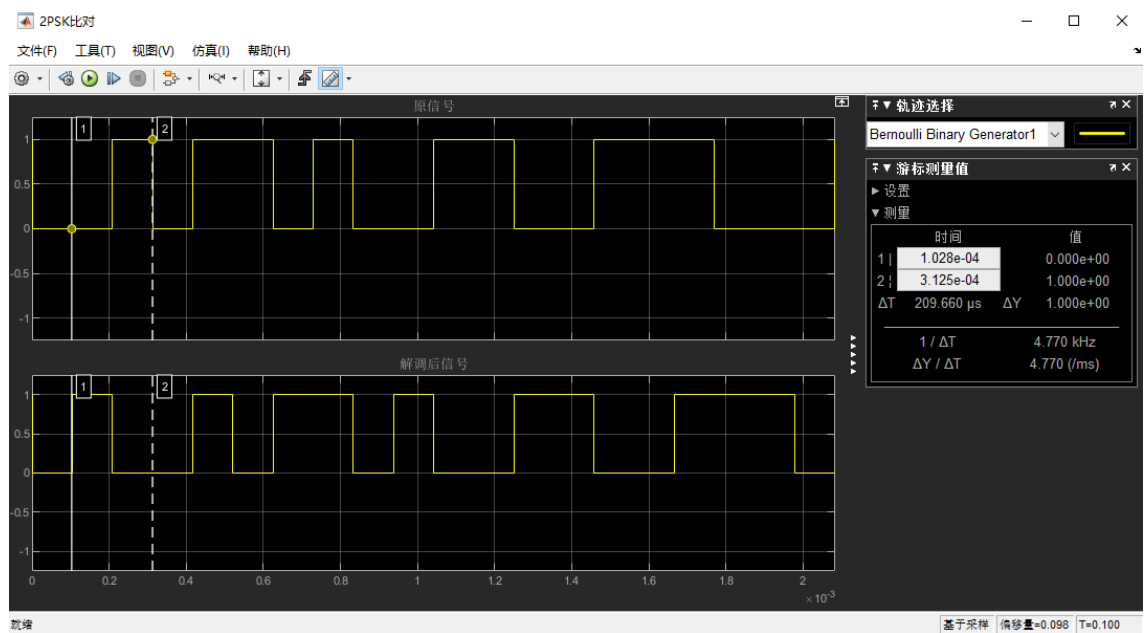 2PSK比对
文件(F) 工具(T) 视图(V) 仿真(I) 帮助(H)
原信号
1 2
1
0.5
0
-0.5
-1
解调后信号
1 2
1
0.5
0
-0.5
-1
0 0.2 0.4 0.6 0.8 1 1.2 1.4 1.6 1.8 2
×10-3
轨迹选择
Bernoulli Binary Generator1
游标测量值
设置
测量
时间 值
1 | 1.028e-04 0.000e+00
2 ¦ 3.125e-04 1.000e+00
ΔT 209.660 µs ΔY 1.000e+00
1 / ΔT 4.770 kHz
ΔY / ΔT 4.770 (/ms)
就绪
基于采样 偏移量=0.098 T=0.100